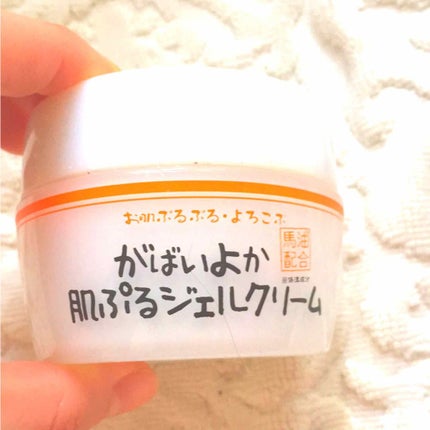 お肌ぷるぷる・よろこぶ
がばいよか
肌ぷるジェルクリーム
馬油
配合